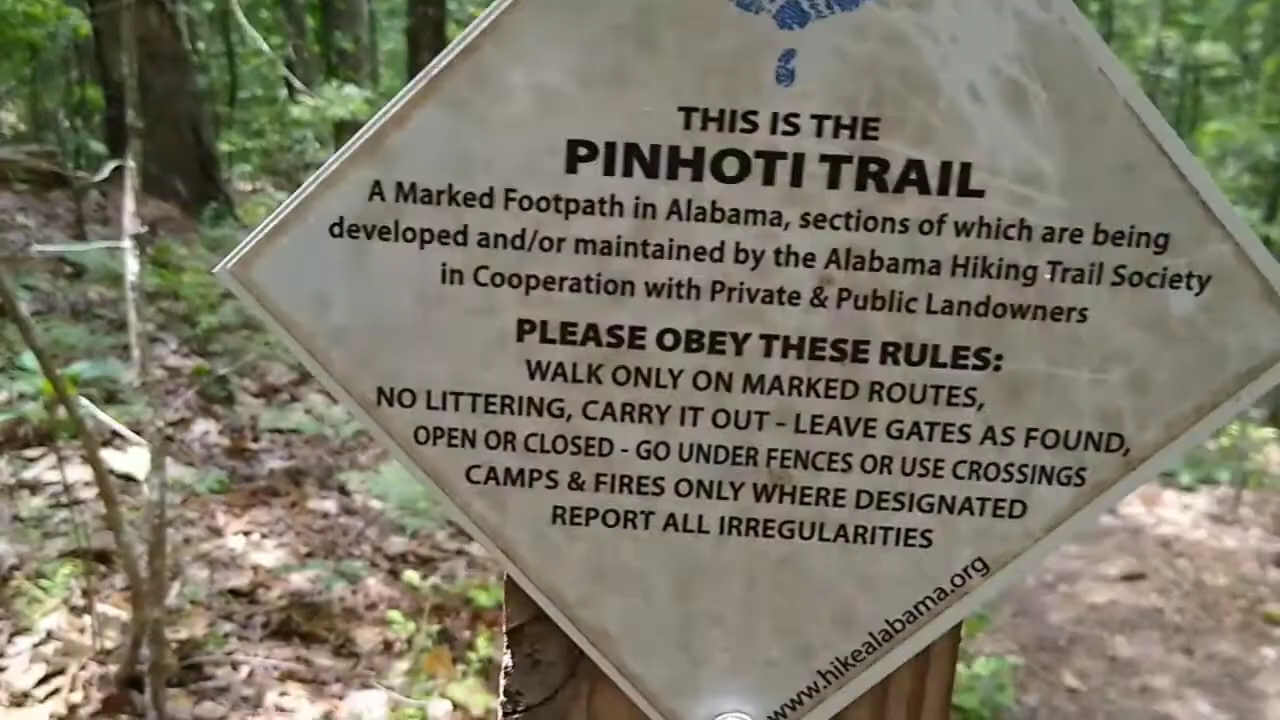 THIS IS THE
PINHOTI TRAIL
A Marked Footpath in Alabama, sections of which are being
developed and/or maintained by the Alabama Hiking Trail Society
in Cooperation with Private & Public Landowners
PLEASE OBEY THESE RULES:
WALK ONLY ON MARKED ROUTES,
NO LITTERING, CARRY IT OUT - LEAVE GATES AS FOUND,
OPEN OR CLOSED - GO UNDER FENCES OR USE CROSSINGS
CAMPS & FIRES ONLY WHERE DESIGNATED
REPORT ALL IRREGULARITIES
www.hikealabama.org